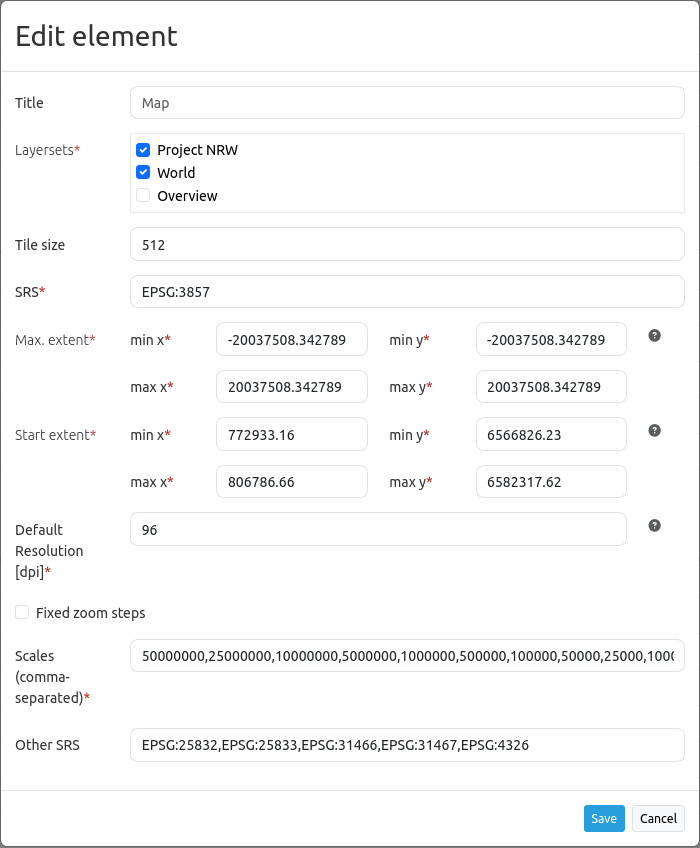 Edit element
Title Map
Layersets* Project NRW
World
Overview
Tile size 512
SRS* EPSG:3857
Max. extent* min x* -20037508.342789 min y* -20037508.342789 ?
max x* 20037508.342789 max y* 20037508.342789
Start extent* min x* 772933.16 min y* 6566826.23 ?
max x* 806786.66 max y* 6582317.62
Default 96 ?
Resolution
[dpi]*
Fixed zoom steps
Scales 50000000,25000000,10000000,5000000,1000000,500000,100000,50000,25000,100
(comma-
separated)*
Other SRS EPSG:25832,EPSG:25833,EPSG:31466,EPSG:31467,EPSG:4326
Save Cancel